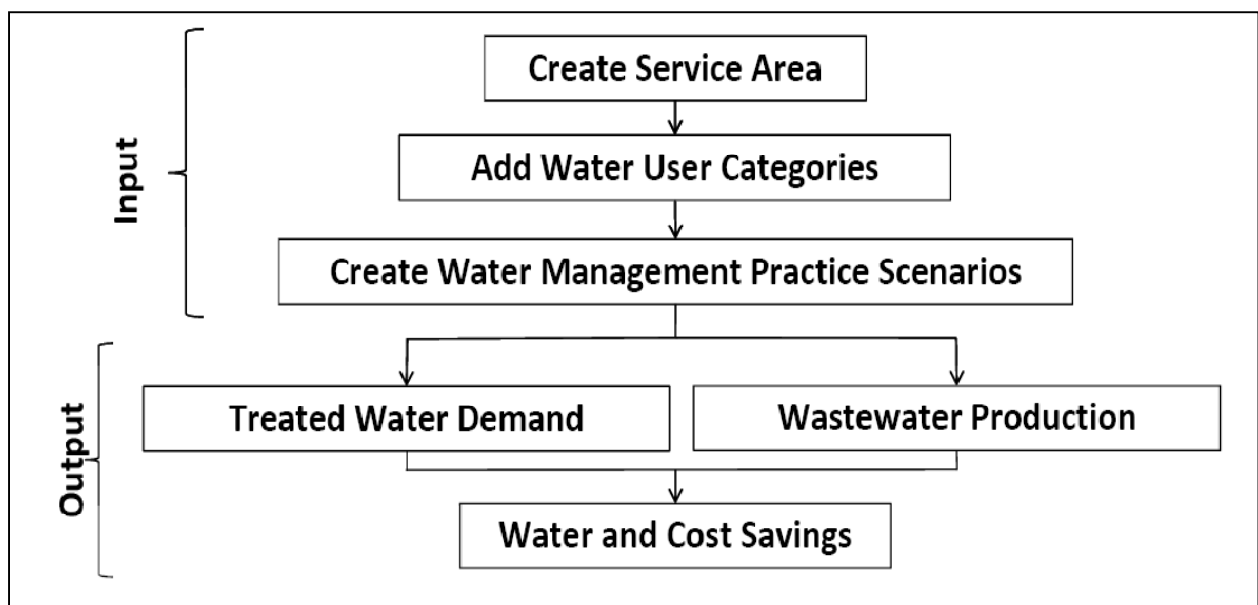 Input
Create Service Area
Add Water User Categories
Create Water Management Practice Scenarios
Output
Treated Water Demand
Wastewater Production
Water and Cost Savings